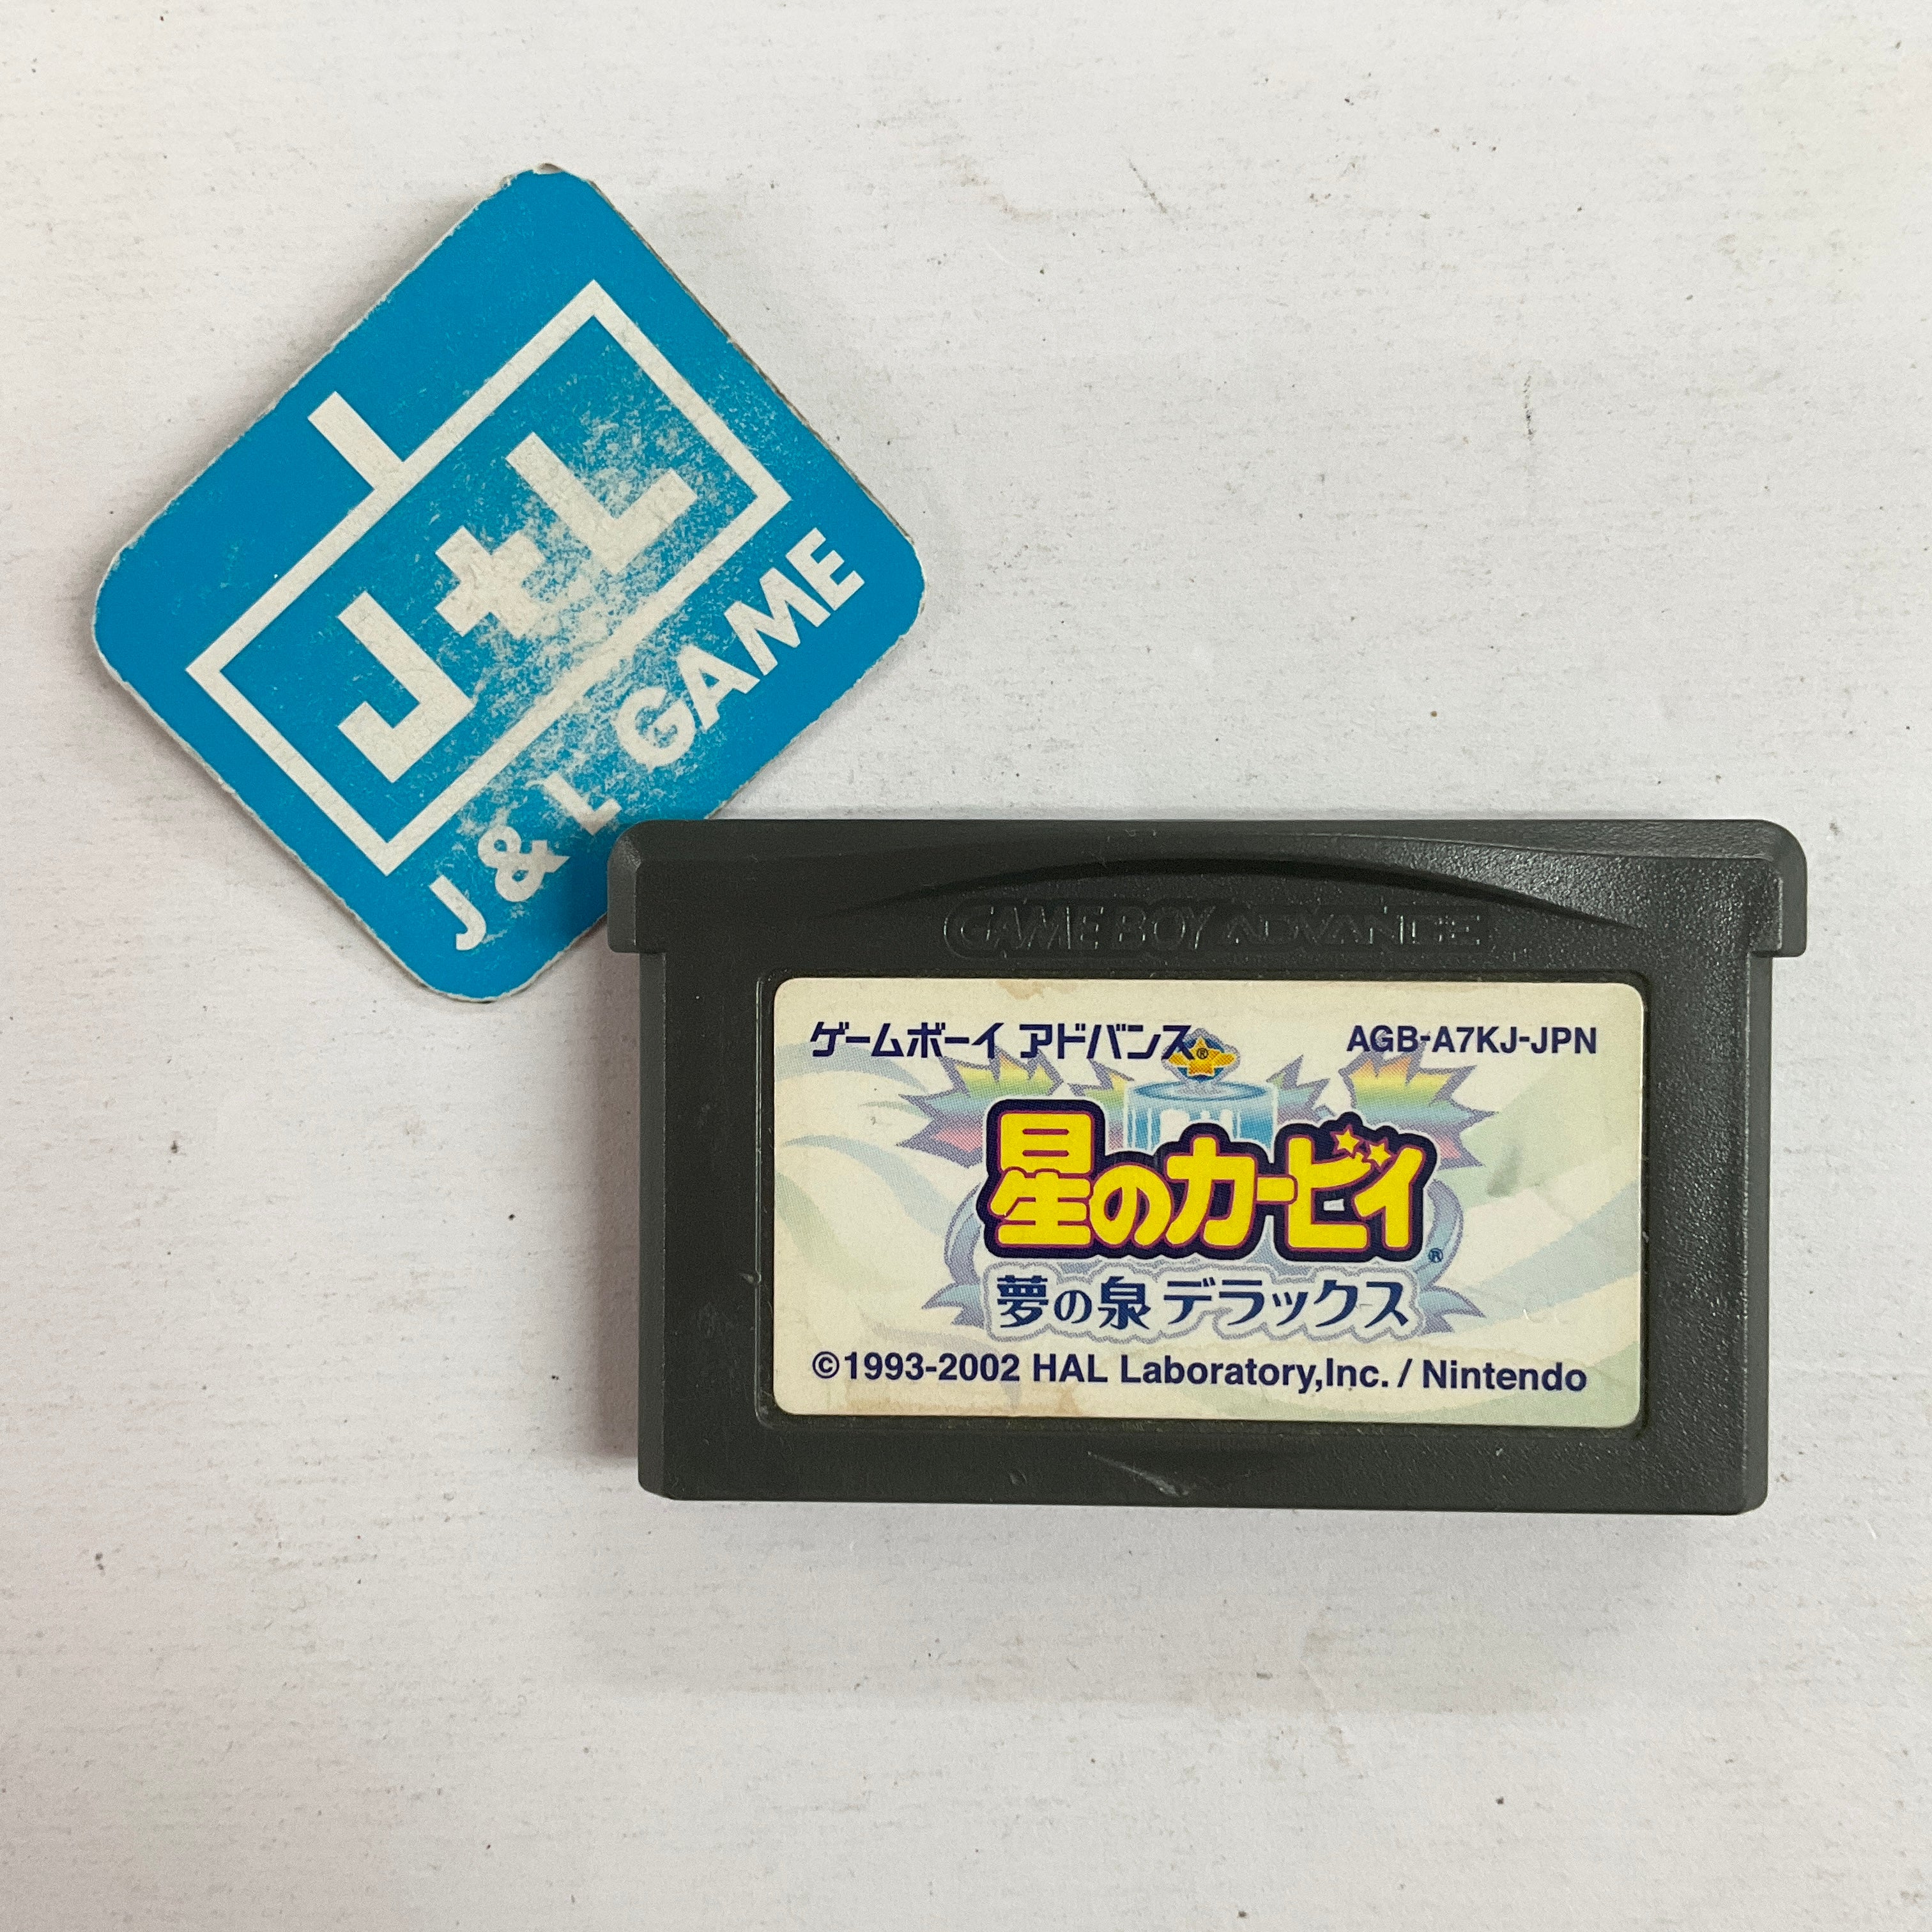 J+L
J & L GAME
GAME BOY ADVANCE
ゲームボーイ アドバンス®
AGB-A7KJ-JPN
星のカービィ®
夢の泉デラックス
©1993-2002 HAL Laboratory,Inc. / Nintendo